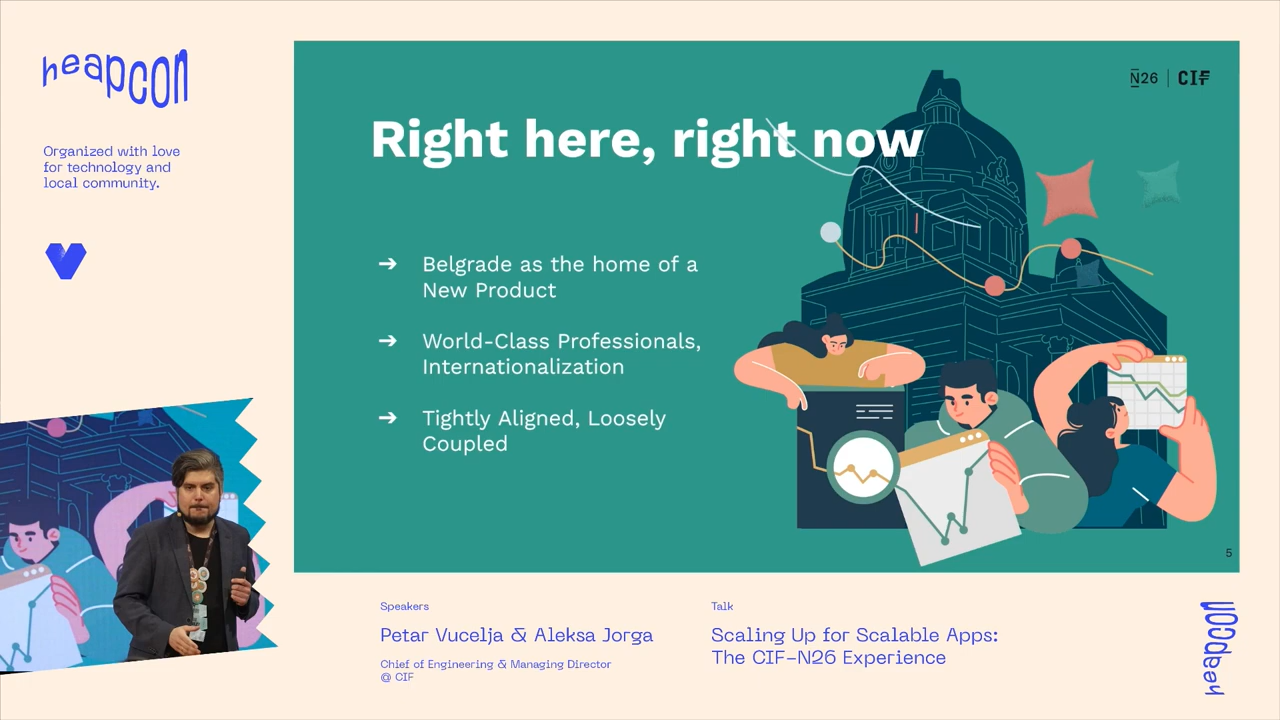 heapcon
Organized with love
for technology and
local community.
N26 | CIF
Right here, right now
➔ Belgrade as the home of a
New Product
➔ World-Class Professionals,
Internationalization
➔ Tightly Aligned, Loosely
Coupled
5
Speakers
Petar Vucelja & Aleksa Jorga
Chief of Engineering & Managing Director
@ CIF
Talk
Scaling Up for Scalable Apps:
The CIF–N26 Experience
heapcon